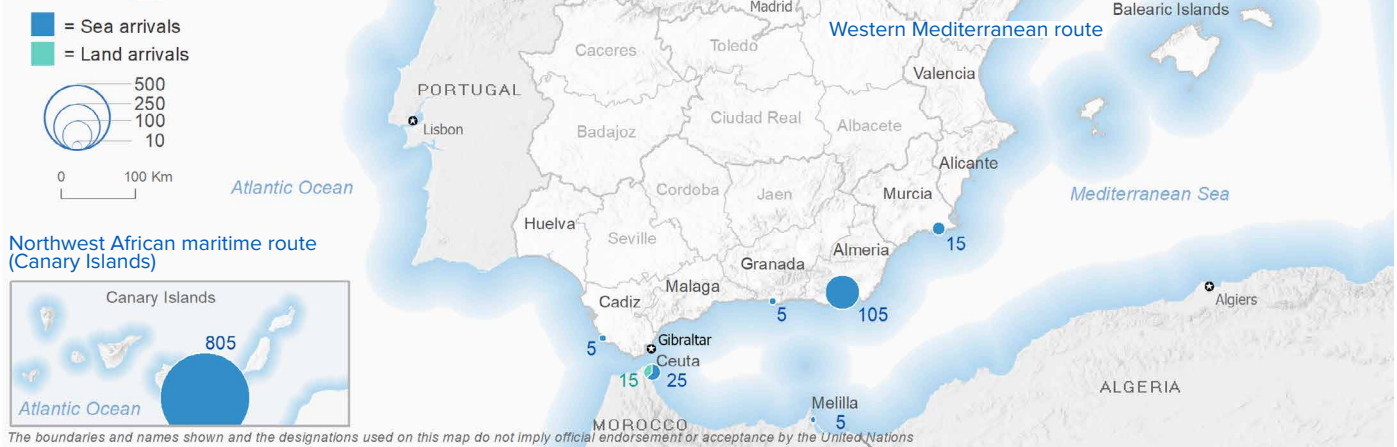 = Sea arrivals
= Land arrivals
500
250
100
10
0 100 Km
Madrid
Western Mediterranean route
Balearic Islands
Caceres
Toledo
Valencia
PORTUGAL
Lisbon
Badajoz
Ciudad Real
Albacete
Alicante
Atlantic Ocean
Cordoba
Jaen
Murcia
Mediterranean Sea
Huelva
Seville
15
Northwest African maritime route
(Canary Islands)
Almeria
Granada
Malaga
Cadiz
Canary Islands
Algiers
5
105
805
5
Gibraltar
Ceuta
15
25
ALGERIA
Atlantic Ocean
Melilla
5
MOROCCO
The boundaries and names shown and the designations used on this map do not imply official endorsement or acceptance by the United Nations